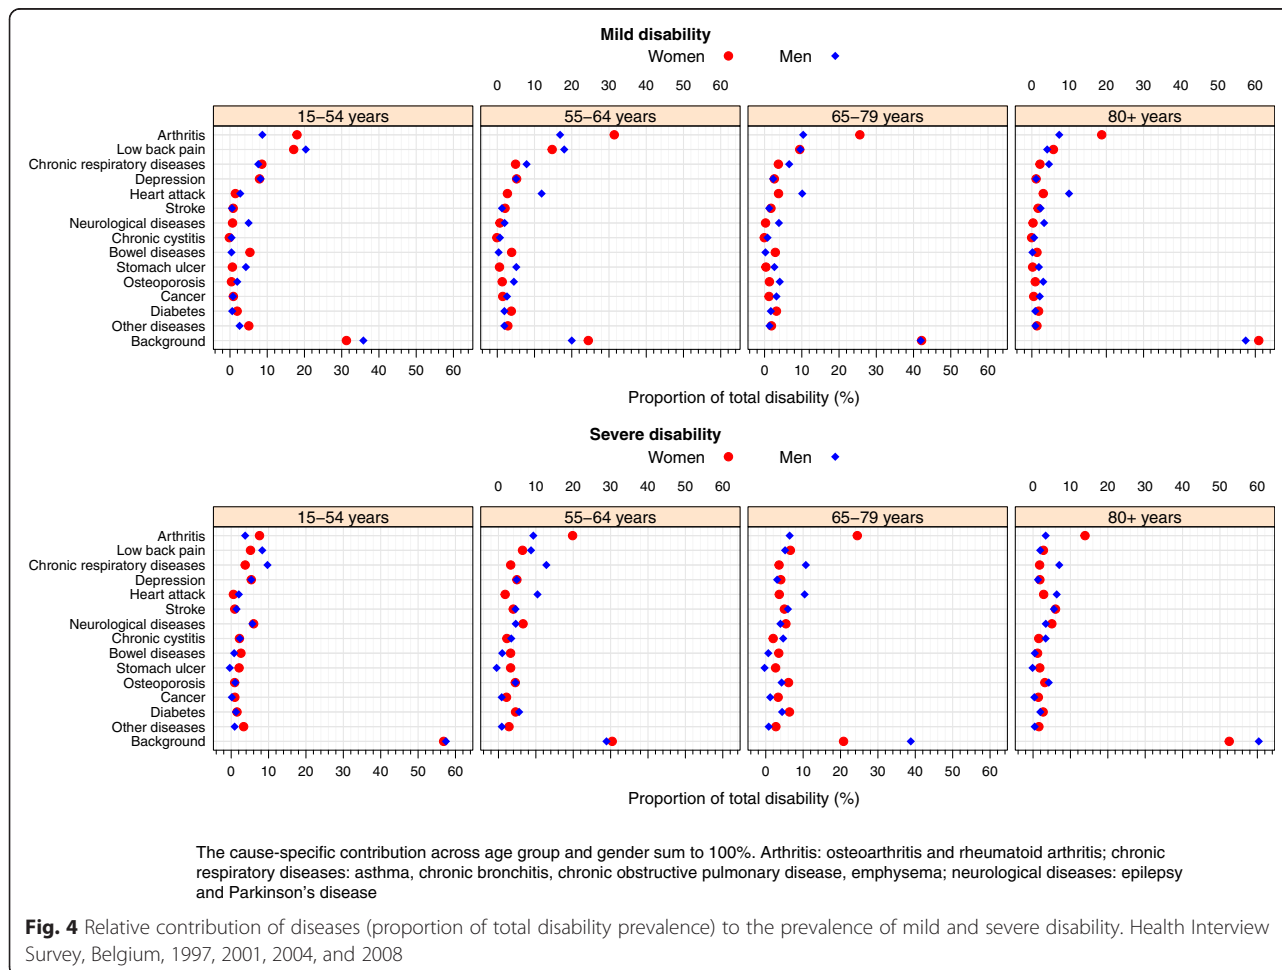 Mild disability
Women Men
0 10 20 30 40 50 60 0 10 20 30 40 50 60
15−54 years 55−64 years 65−79 years 80+ years
Arthritis
Low back pain
Chronic respiratory diseases
Depression
Heart attack
Stroke
Neurological diseases
Chronic cystitis
Bowel diseases
Stomach ulcer
Osteoporosis
Cancer
Diabetes
Other diseases
Background
0 10 20 30 40 50 60 0 10 20 30 40 50 60
Proportion of total disability (%)
Severe disability
Women Men
0 10 20 30 40 50 60 0 10 20 30 40 50 60
15−54 years 55−64 years 65−79 years 80+ years
Arthritis
Low back pain
Chronic respiratory diseases
Depression
Heart attack
Stroke
Neurological diseases
Chronic cystitis
Bowel diseases
Stomach ulcer
Osteoporosis
Cancer
Diabetes
Other diseases
Background
0 10 20 30 40 50 60 0 10 20 30 40 50 60
Proportion of total disability (%)
The cause-specific contribution across age group and gender sum to 100%. Arthritis: osteoarthritis and rheumatoid arthritis; chronic
respiratory diseases: asthma, chronic bronchitis, chronic obstructive pulmonary disease, emphysema; neurological diseases: epilepsy
and Parkinson's disease
Fig. 4 Relative contribution of diseases (proportion of total disability prevalence) to the prevalence of mild and severe disability. Health Interview
Survey, Belgium, 1997, 2001, 2004, and 2008